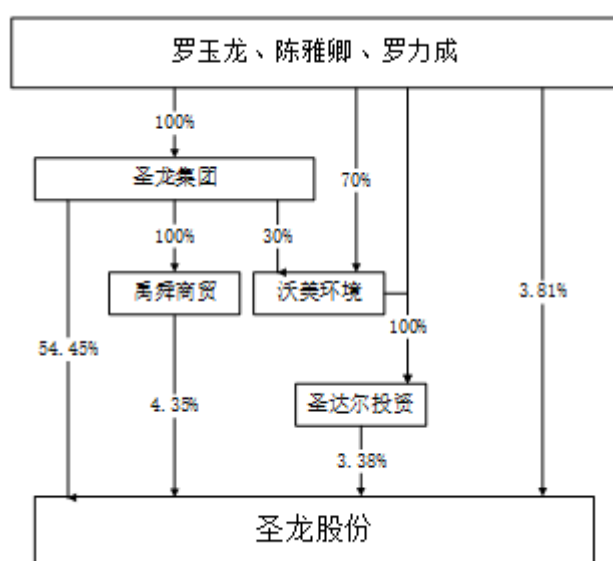 罗玉龙、陈雅卿、罗力成
100%
圣龙集团
70%
100%
30%
禹舜商贸
沃美环境
3.81%
100%
54.45%
圣达尔投资
4.35%
3.38%
圣龙股份